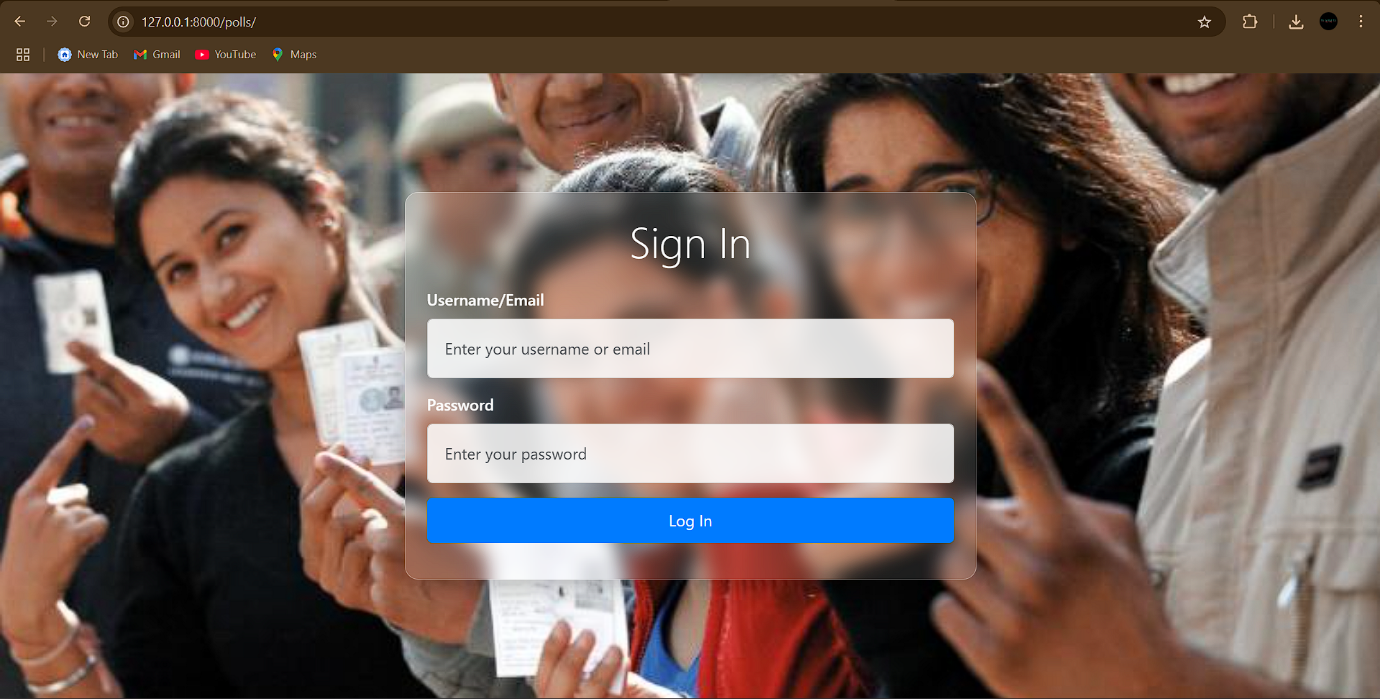 127.0.0.1:8000/polls/
New Tab Gmail YouTube Maps
Sign In
Username/Email
Enter your username or email
Password
Enter your password
Log In